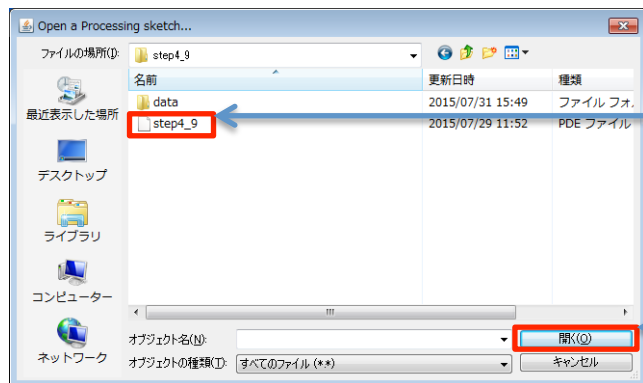 Open a Processing sketch...
ファイルの場所(I): step4_9
名前 更新日時 種類
data 2015/07/31 15:49 ファイル フォ.
step4_9 2015/07/29 11:52 PDE ファイル
最近表示した場所
デスクトップ
ライブラリ
コンピューター
ネットワーク
オブジェクト名(N): 開く(O)
オブジェクトの種類(T): すべてのファイル (*.*) キャンセル